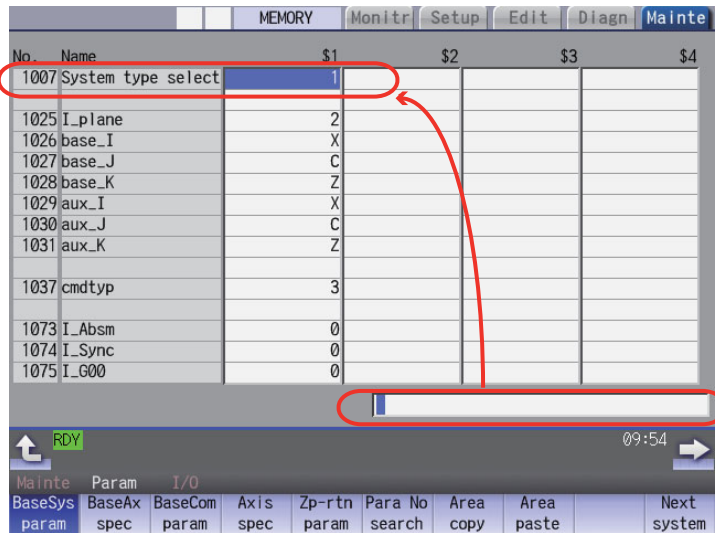 MEMORY Monitr Setup Edit Diagn Mainte
No. Name $1 $2 $3 $4
1007 System type select 1
1025 I_plane 2
1026 base_I X
1027 base_J C
1028 base_K Z
1029 aux_I X
1030 aux_J C
1031 aux_K Z
1037 cmdtyp 3
1073 I_Absm 0
1074 I_Sync 0
1075 I_G00 0
RDY 09:54
Mainte Param I/O
BaseSys BaseAx BaseCom Axis Zp-rtn Para No Area Area Next
param spec param spec param search copy paste system